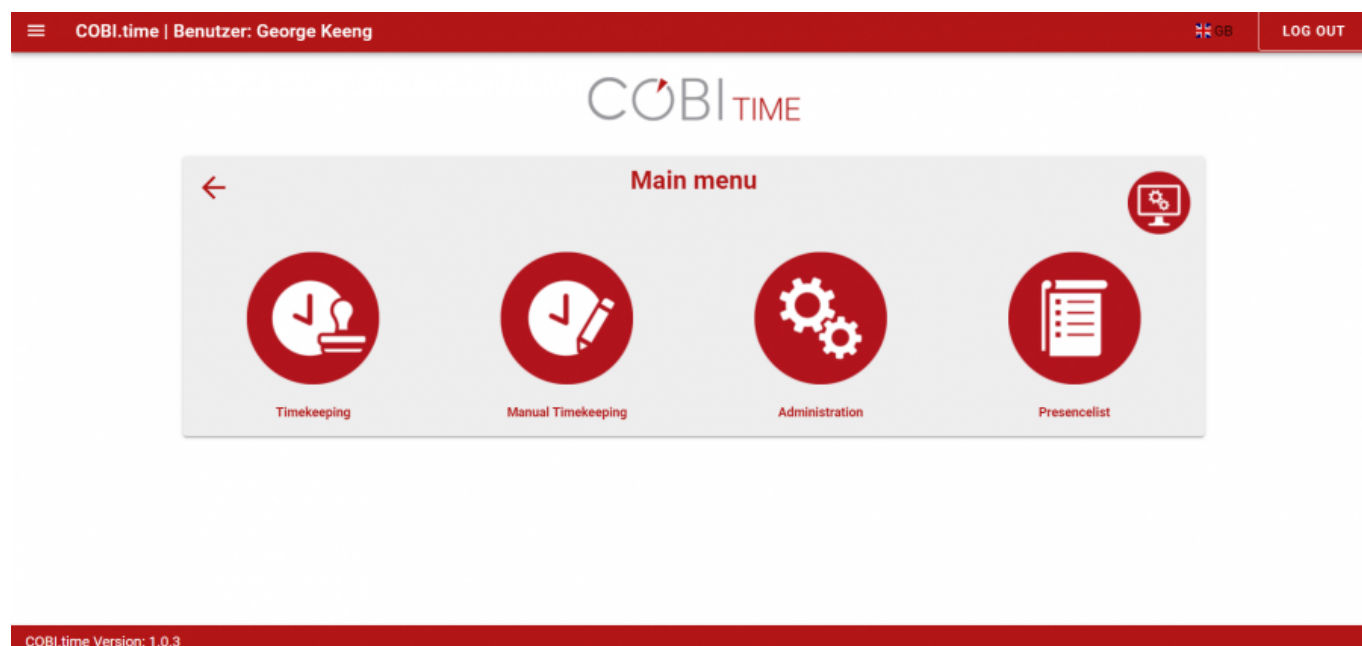 COBI.time | Benutzer: George Keeng
GB
LOG OUT
COBI TIME
Main menu
Timekeeping
Manual Timekeeping
Administration
Presencelist
COBI.time Version: 1.0.3